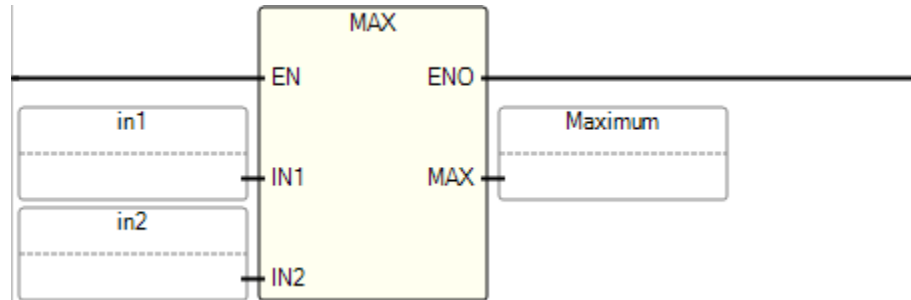 MAX
EN ENO
in1 Maximum
IN1 MAX
in2
IN2